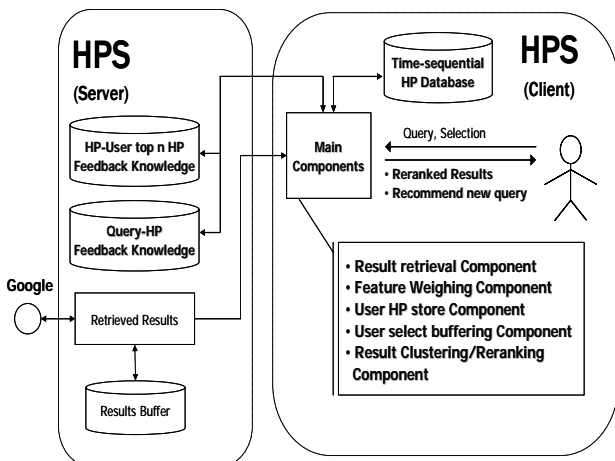 HPS
(Server)
HP-User top n HP
Feedback Knowledge
Query-HP
Feedback Knowledge
Google
Retrieved Results
Results Buffer
HPS
(Client)
Time-sequential
HP Database
Main
Components
Query, Selection
• Reranked Results
• Recommend new query
• Result retrieval Component
• Feature Weighing Component
• User HP store Component
• User select buffering Component
• Result Clustering/Reranking
Component